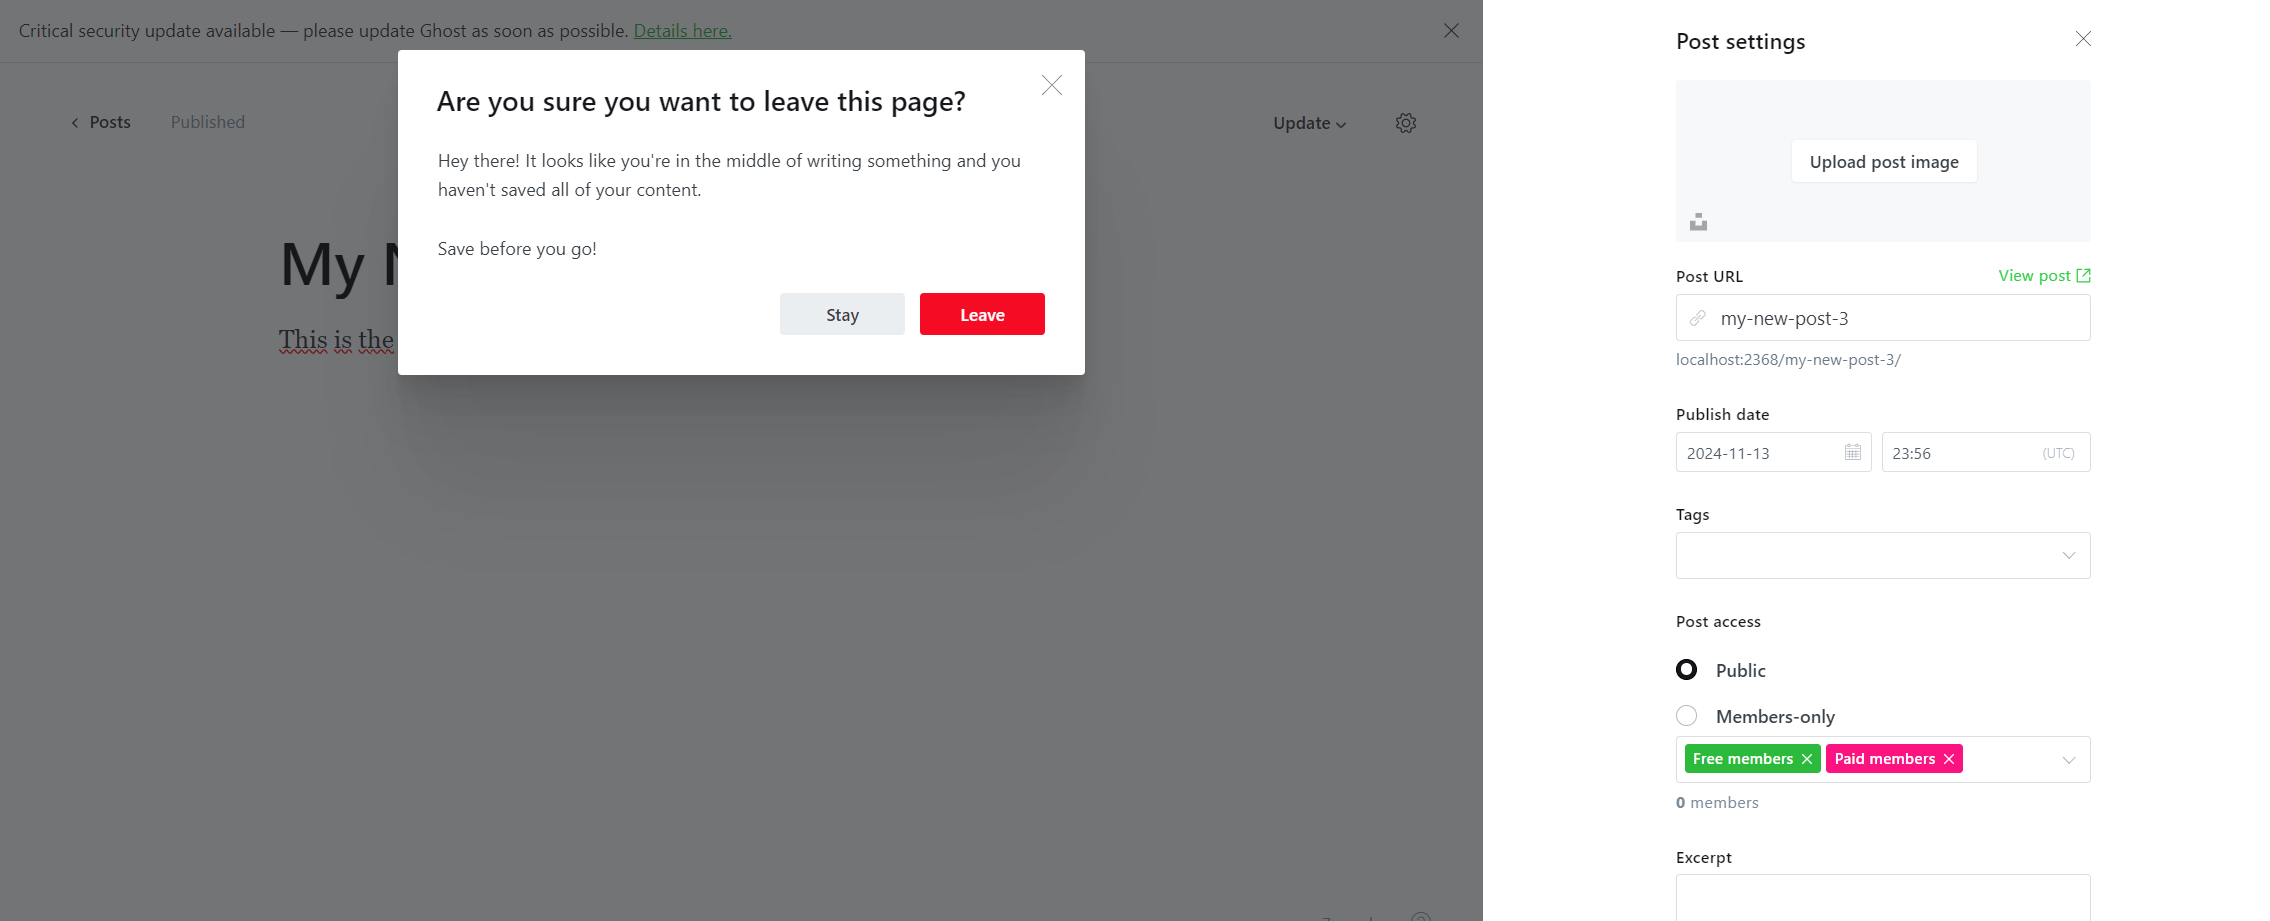 Critical security update available — please update Ghost as soon as possible. Details here.
Posts
Published
Update
My
This is the
Are you sure you want to leave this page?
Hey there! It looks like you're in the middle of writing something and you
haven't saved all of your content.
Save before you go!
Stay
Leave
Post settings
Upload post image
Post URL
View post
my-new-post-3
localhost:2368/my-new-post-3/
Publish date
2024-11-13
23:56
(UTC)
Tags
Post access
Public
Members-only
Free members
Paid members
0 members
Excerpt